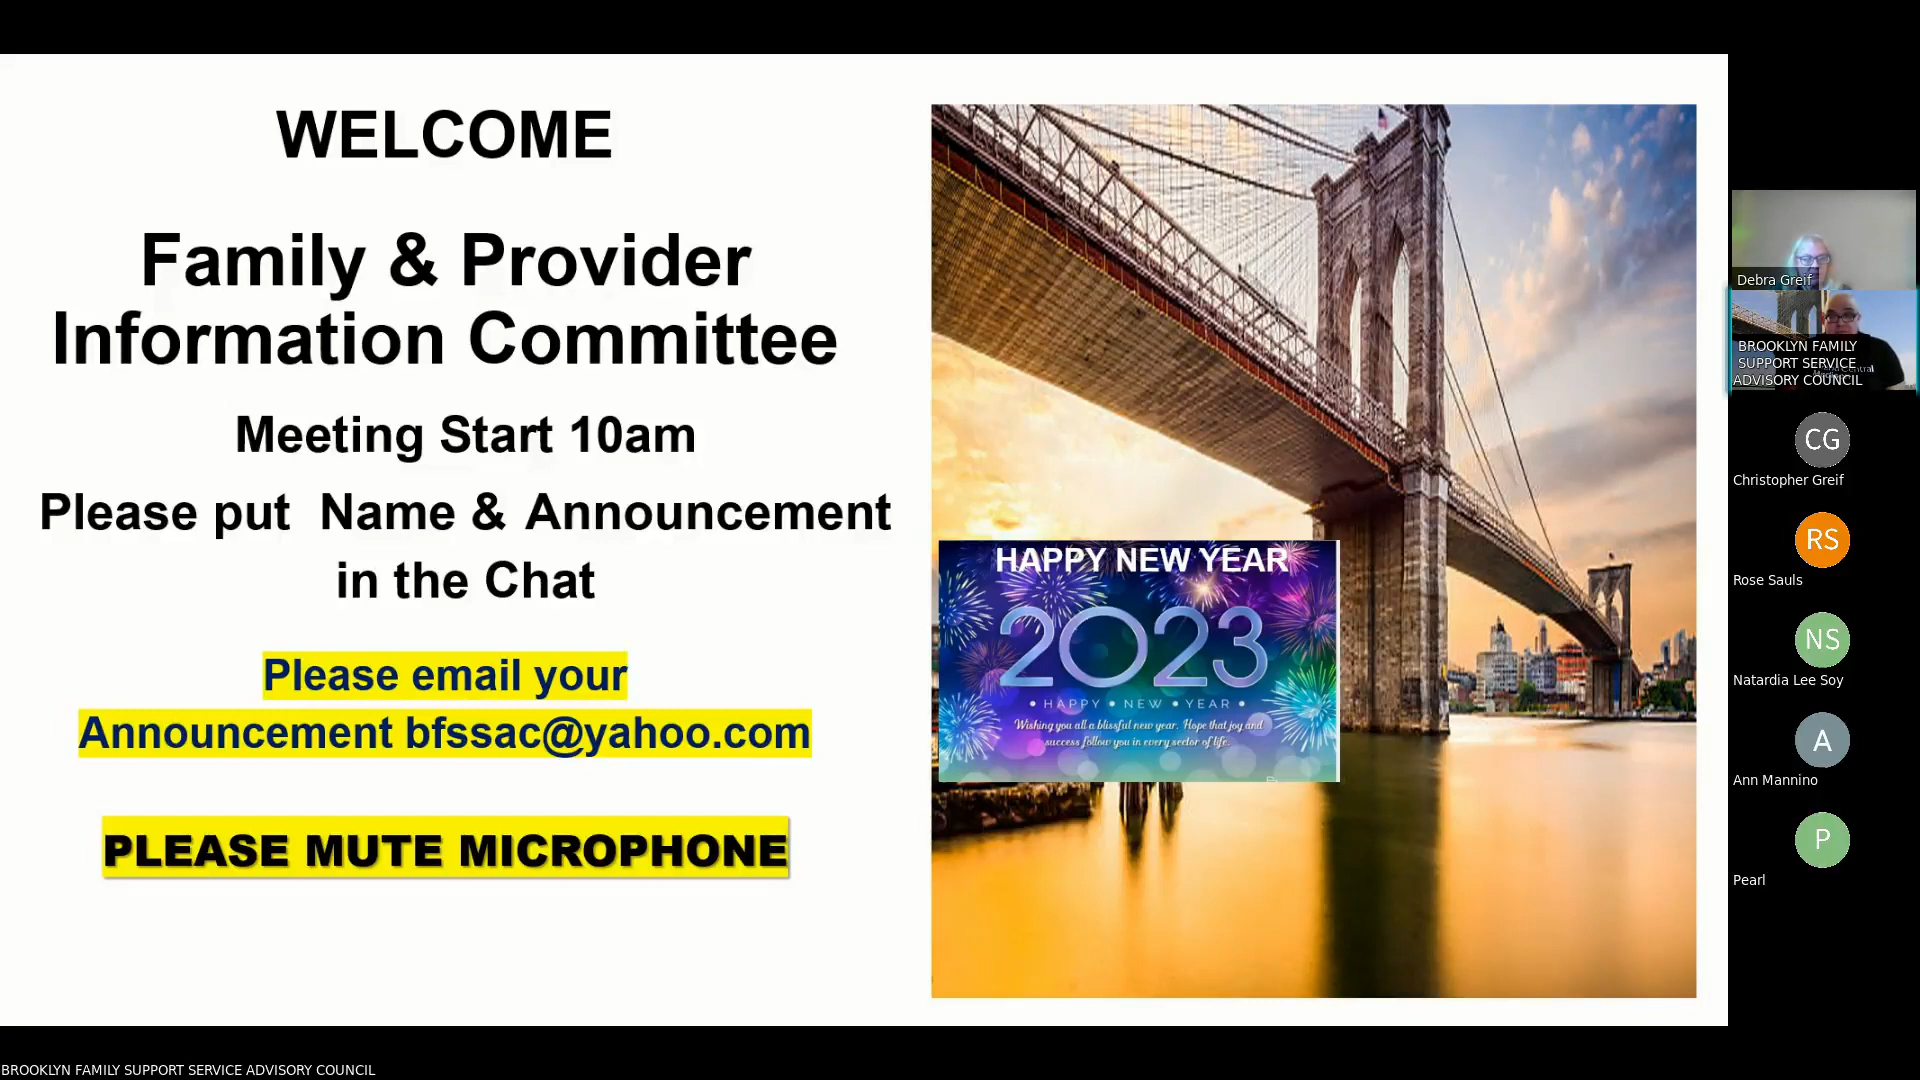 WELCOME
Family & Provider
Information Committee
Meeting Start 10am
Please put Name & Announcement
in the Chat
Please email your
Announcement bfssac@yahoo.com
PLEASE MUTE MICROPHONE
HAPPY NEW YEAR
2023
• HAPPY • NEW • YEAR •
Wishing you all a blissful new year. Hope that joy and
success follow you in every sector of life.
Debra Greif
BROOKLYN FAMILY
SUPPORT SERVICE
ADVISORY COUNCIL
CG
Christopher Greif
RS
Rose Sauls
NS
Natardia Lee Soy
A
Ann Mannino
P
Pearl
BROOKLYN FAMILY SUPPORT SERVICE ADVISORY COUNCIL